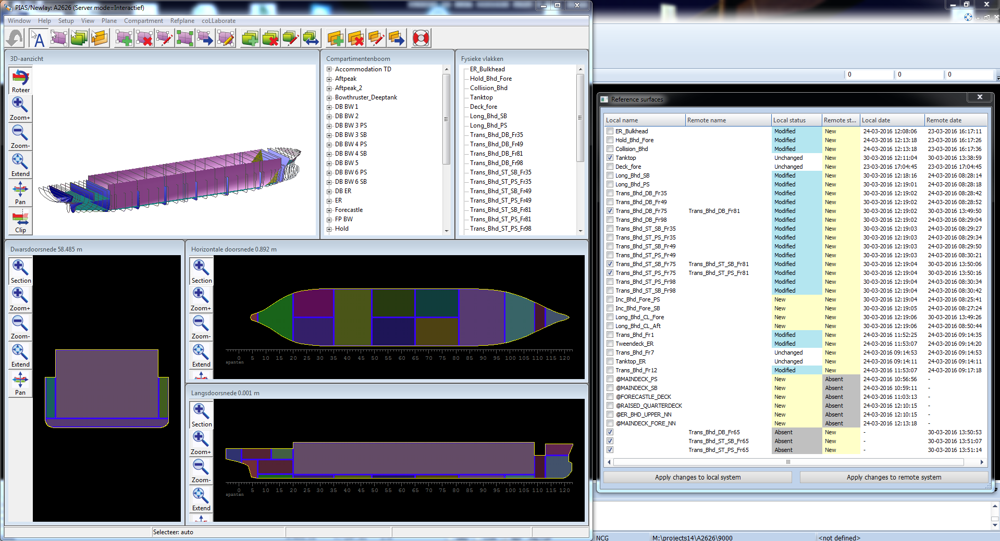 PIAS/Newlay: A2626 (Server mode=Interactief)
Window Help Setup View Plane Compartment Refplane coLLaborate
3D-aanzicht
Roteer
Zoom+
Zoom-
Extend
Pan
Clip
Compartimentenboom
Accommodation TD
Aftpeak
Aftpeak_2
Bowthruster_Deeptank
DB BW 1
DB BW 2
DB BW 3 PS
DB BW 3 SB
DB BW 4 PS
DB BW 4 SB
DB BW 5
DB BW 6 PS
DB BW 6 SB
DB ER
ER
Forecastle
FP BW
Hold
Fysieke vlakken
ER_Bulkhead
Hold_Bhd_Fore
Collision_Bhd
Tanktop
Deck_fore
Long_Bhd_SB
Long_Bhd_PS
Trans_Bhd_DB_Fr35
Trans_Bhd_DB_Fr49
Trans_Bhd_DB_Fr81
Trans_Bhd_DB_Fr98
Trans_Bhd_ST_SB_Fr35
Trans_Bhd_ST_PS_Fr35
Trans_Bhd_ST_SB_Fr49
Trans_Bhd_ST_PS_Fr49
Trans_Bhd_ST_SB_Fr81
Trans_Bhd_ST_PS_Fr81
Trans_Bhd_ST_PS_Fr98
Dwarsdoorsnede 58.485 m
Section
Zoom+
Zoom-
Extend
Pan
Horizontale doorsnede 0.892 m
Section
Zoom+
Zoom-
Extend
0 5 10 15 20 25 30 35 40 45 50 55 60 65 70 75 80 85 90 95 100 105 110 115 120
spanten
Langsdoorsnede 0.001 m
Section
Zoom+
Zoom-
Extend
0 5 10 15 20 25 30 35 40 45 50 55 60 65 70 75 80 85 90 95 100 105 110 115 120
spanten
Selecteer: auto
0 0 0
Reference surfaces
Local name Remote name Local status Remote st... Local date Remote date
ER_Bulkhead Modified New 24-03-2016 12:08:06 23-03-2016 16:17:11
Hold_Bhd_Fore Modified New 24-03-2016 12:13:18 23-03-2016 16:17:26
Collision_Bhd Modified New 24-03-2016 12:13:18 23-03-2016 16:17:36
Tanktop Unchanged New 30-03-2016 12:11:04 30-03-2016 13:38:59
Deck_fore Unchanged New 23-03-2016 17:04:45 23-03-2016 17:04:45
Long_Bhd_SB Modified New 30-03-2016 12:18:16 24-03-2016 08:28:14
Long_Bhd_PS Modified New 30-03-2016 12:19:01 24-03-2016 08:28:18
Trans_Bhd_DB_Fr35 Modified New 30-03-2016 12:19:02 24-03-2016 08:28:42
Trans_Bhd_DB_Fr49 Modified New 30-03-2016 12:19:02 24-03-2016 08:28:52
Trans_Bhd_DB_Fr75 Trans_Bhd_DB_Fr81 Modified New 30-03-2016 12:19:02 30-03-2016 13:49:50
Trans_Bhd_DB_Fr98 Modified New 30-03-2016 12:19:03 24-03-2016 08:29:04
Trans_Bhd_ST_SB_Fr35 Modified New 30-03-2016 12:19:03 24-03-2016 08:29:27
Trans_Bhd_ST_PS_Fr35 Modified New 30-03-2016 12:19:03 24-03-2016 08:29:34
Trans_Bhd_ST_SB_Fr49 Modified New 30-03-2016 12:19:03 24-03-2016 08:29:50
Trans_Bhd_ST_PS_Fr49 Modified New 30-03-2016 12:19:03 24-03-2016 08:30:21
Trans_Bhd_ST_SB_Fr75 Trans_Bhd_ST_SB_Fr81 Modified New 30-03-2016 12:19:04 30-03-2016 13:50:06
Trans_Bhd_ST_PS_Fr75 Trans_Bhd_ST_PS_Fr81 Modified New 30-03-2016 12:19:04 30-03-2016 13:50:16
Trans_Bhd_ST_PS_Fr98 Modified New 30-03-2016 12:19:04 24-03-2016 08:30:34
Trans_Bhd_ST_SB_Fr98 Modified New 30-03-2016 12:19:04 24-03-2016 08:30:42
Inc_Bhd_Fore_PS New New 30-03-2016 12:19:04 24-03-2016 08:25:41
Inc_Bhd_Fore_SB New New 30-03-2016 12:19:05 24-03-2016 08:27:24
Long_Bhd_CL_Fore New New 30-03-2016 12:19:06 30-03-2016 13:49:26
Long_Bhd_CL_Aft New New 30-03-2016 12:19:06 24-03-2016 08:50:44
Trans_Bhd_Fr1 Modified New 24-03-2016 11:52:25 24-03-2016 09:14:35
Tweendeck_ER Modified New 24-03-2016 11:53:07 24-03-2016 09:14:20
Trans_Bhd_Fr7 Unchanged New 24-03-2016 09:14:53 24-03-2016 09:14:53
Tanktop_ER Unchanged New 24-03-2016 09:14:11 24-03-2016 09:14:11
Trans_Bhd_Fr12 Modified New 24-03-2016 11:53:07 24-03-2016 09:17:18
@MAINDECK_PS New Absent 24-03-2016 10:56:56 -
@MAINDECK_SB New Absent 24-03-2016 10:59:11 -
@FORECASTLE_DECK New Absent 24-03-2016 11:03:13 -
@RAISED_QUARTERDECK New Absent 24-03-2016 12:10:15 -
@ER_BHD_UPPER_NN New Absent 24-03-2016 12:10:15 -
@MAINDECK_FORE_NN New Absent 24-03-2016 12:13:18 -
Trans_Bhd_DB_Fr65 Absent New - 30-03-2016 13:50:53
Trans_Bhd_ST_SB_Fr65 Absent New - 30-03-2016 13:51:07
Trans_Bhd_ST_PS_Fr65 Absent New - 30-03-2016 13:51:14
Apply changes to local system Apply changes to remote system
NCG M:\projects14\A2626\9000 <not defined>